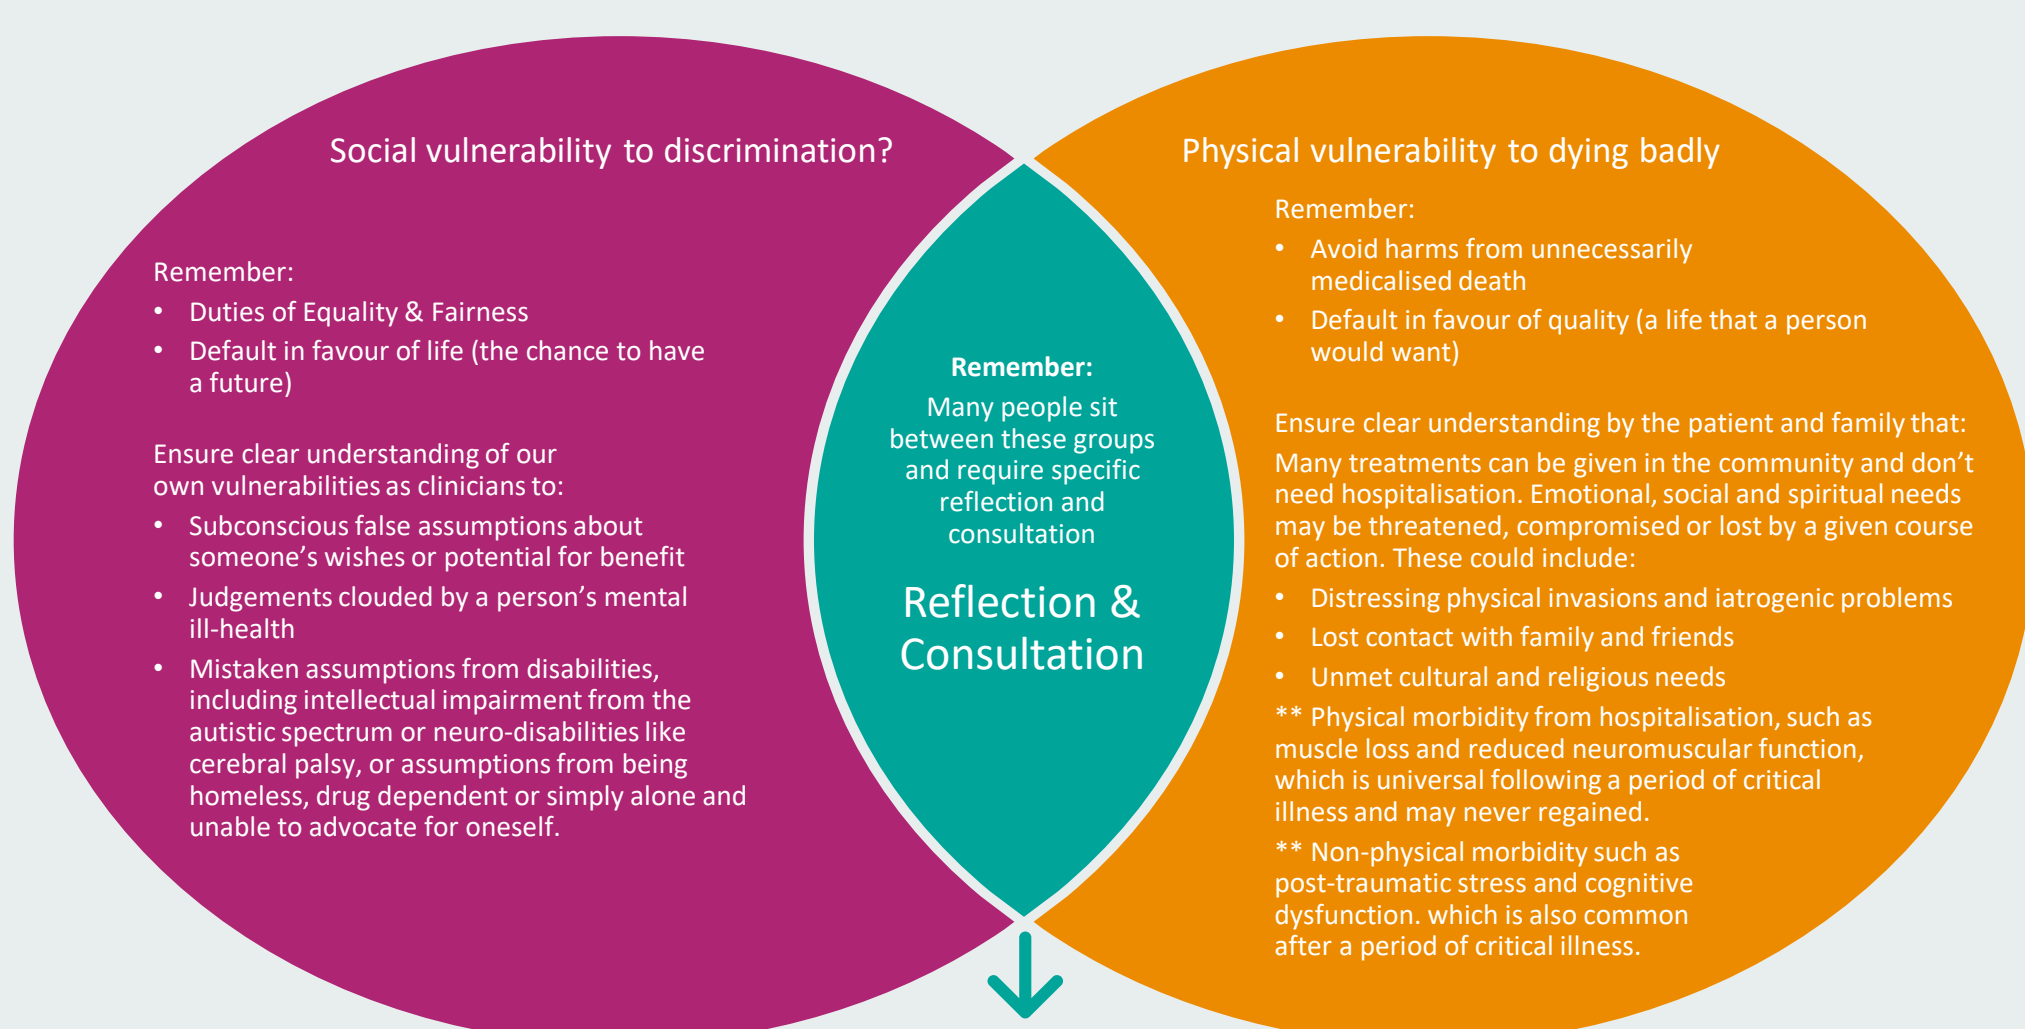 Social vulnerability to discrimination?
Remember:
• Duties of Equality & Fairness
• Default in favour of life (the chance to have
a future)
Ensure clear understanding of our
own vulnerabilities as clinicians to:
• Subconscious false assumptions about
someone’s wishes or potential for benefit
• Judgements clouded by a person’s mental
ill-health
• Mistaken assumptions from disabilities,
including intellectual impairment from the
autistic spectrum or neuro-disabilities like
cerebral palsy, or assumptions from being
homeless, drug dependent or simply alone and
unable to advocate for oneself.
Remember:
Many people sit
between these groups
and require specific
reflection and
consultation
Reflection &
Consultation
Physical vulnerability to dying badly
Remember:
• Avoid harms from unnecessarily
medicalised death
• Default in favour of quality (a life that a person
would want)
Ensure clear understanding by the patient and family that:
Many treatments can be given in the community and don’t
need hospitalisation. Emotional, social and spiritual needs
may be threatened, compromised or lost by a given course
of action. These could include:
• Distressing physical invasions and iatrogenic problems
• Lost contact with family and friends
• Unmet cultural and religious needs
** Physical morbidity from hospitalisation, such as
muscle loss and reduced neuromuscular function,
which is universal following a period of critical
illness and may never regained.
** Non-physical morbidity such as
post-traumatic stress and cognitive
dysfunction. which is also common
after a period of critical illness.